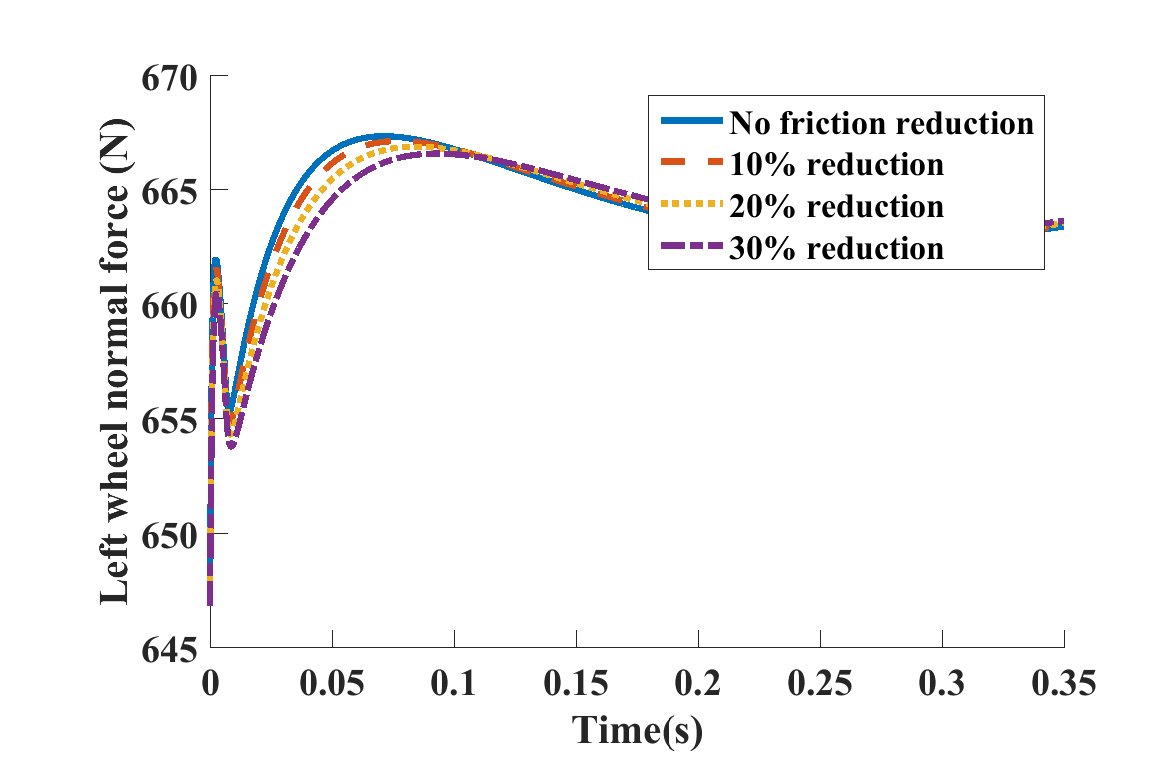 670
665
660
655
650
645
Left wheel normal force (N)
No friction reduction
10% reduction
20% reduction
30% reduction
0
0.05
0.1
0.15
0.2
0.25
0.3
0.35
Time(s)